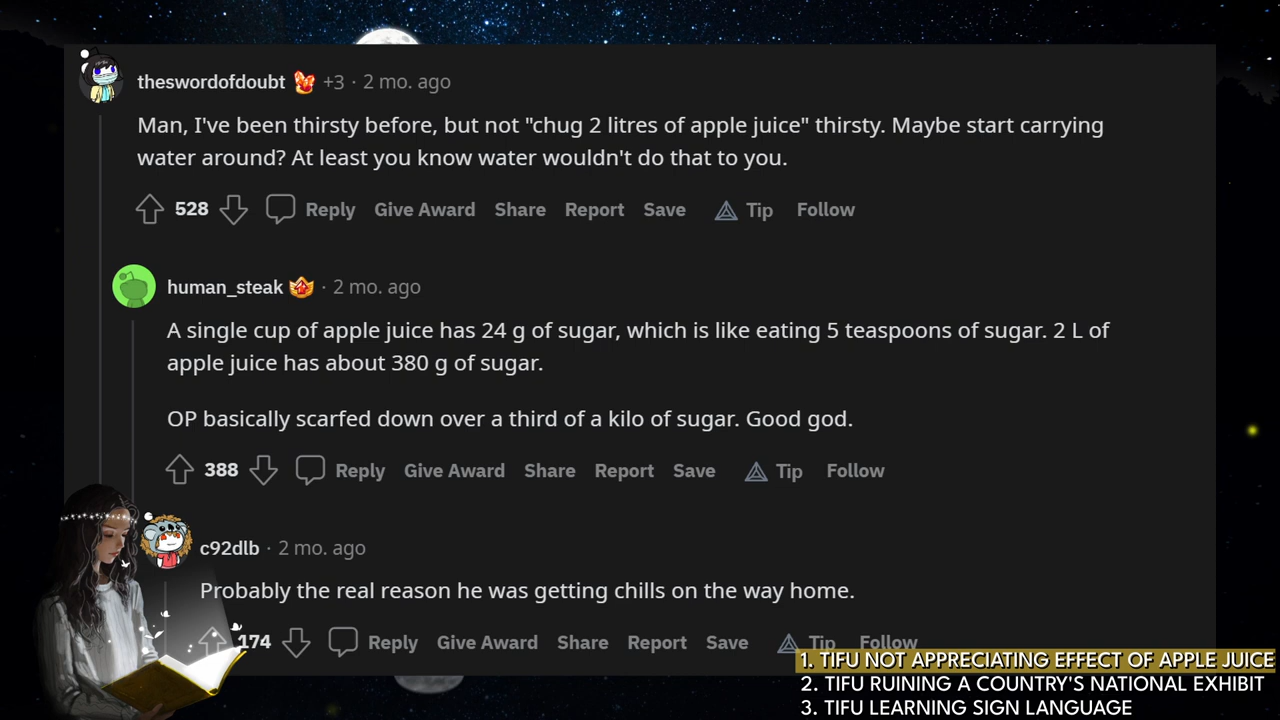 theswordofdoubt +3 · 2 mo. ago
Man, I've been thirsty before, but not "chug 2 litres of apple juice" thirsty. Maybe start carrying
water around? At least you know water wouldn't do that to you.
528 Reply Give Award Share Report Save Tip Follow
human_steak · 2 mo. ago
A single cup of apple juice has 24 g of sugar, which is like eating 5 teaspoons of sugar. 2 L of
apple juice has about 380 g of sugar.
OP basically scarfed down over a third of a kilo of sugar. Good god.
388 Reply Give Award Share Report Save Tip Follow
c92dlb · 2 mo. ago
Probably the real reason he was getting chills on the way home.
174 Reply Give Award Share Report Save Tip Follow
1. TIFU NOT APPRECIATING EFFECT OF APPLE JUICE
2. TIFU RUINING A COUNTRY'S NATIONAL EXHIBIT
3. TIFU LEARNING SIGN LANGUAGE